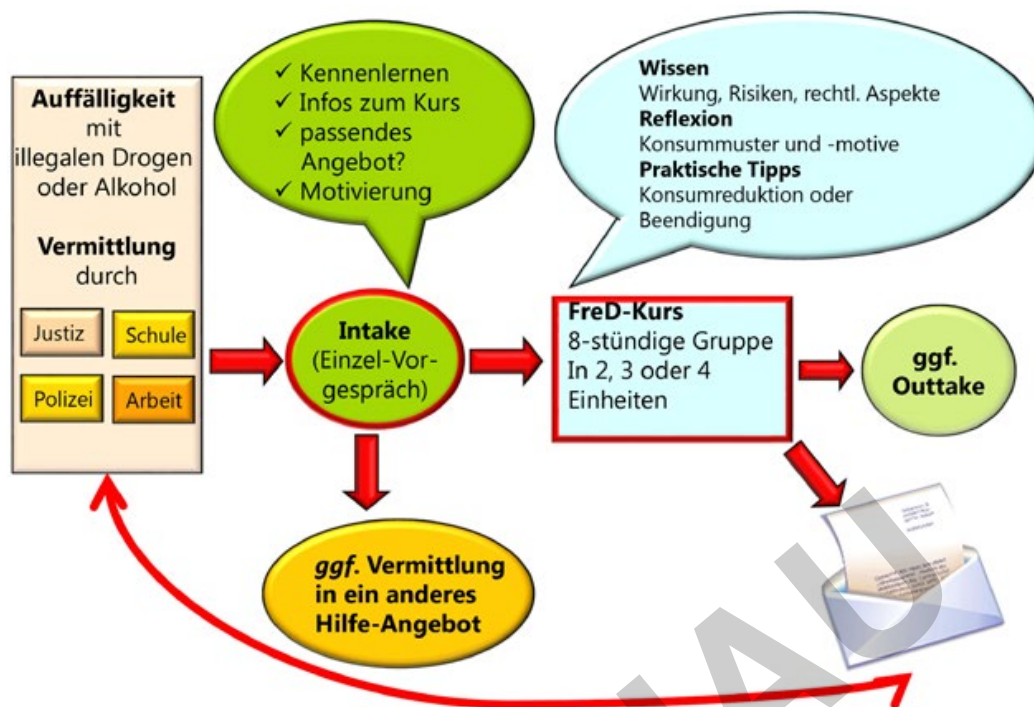 Auffälligkeit
mit
illegalen Drogen
oder Alkohol
Vermittlung
durch
Justiz
Schule
Polizei
Arbeit
✓ Kennenlernen
✓ Infos zum Kurs
✓ passendes
Angebot?
✓ Motivierung
Intake
(Einzel-Vor-
gespräch)
ggf. Vermittlung
in ein anderes
Hilfe-Angebot
Wissen
Wirkung, Risiken, rechtl. Aspekte
Reflexion
Konsummuster und -motive
Praktische Tipps
Konsumreduktion oder
Beendigung
FreD-Kurs
8-stündige Gruppe
In 2, 3 oder 4
Einheiten
ggf.
Outtake